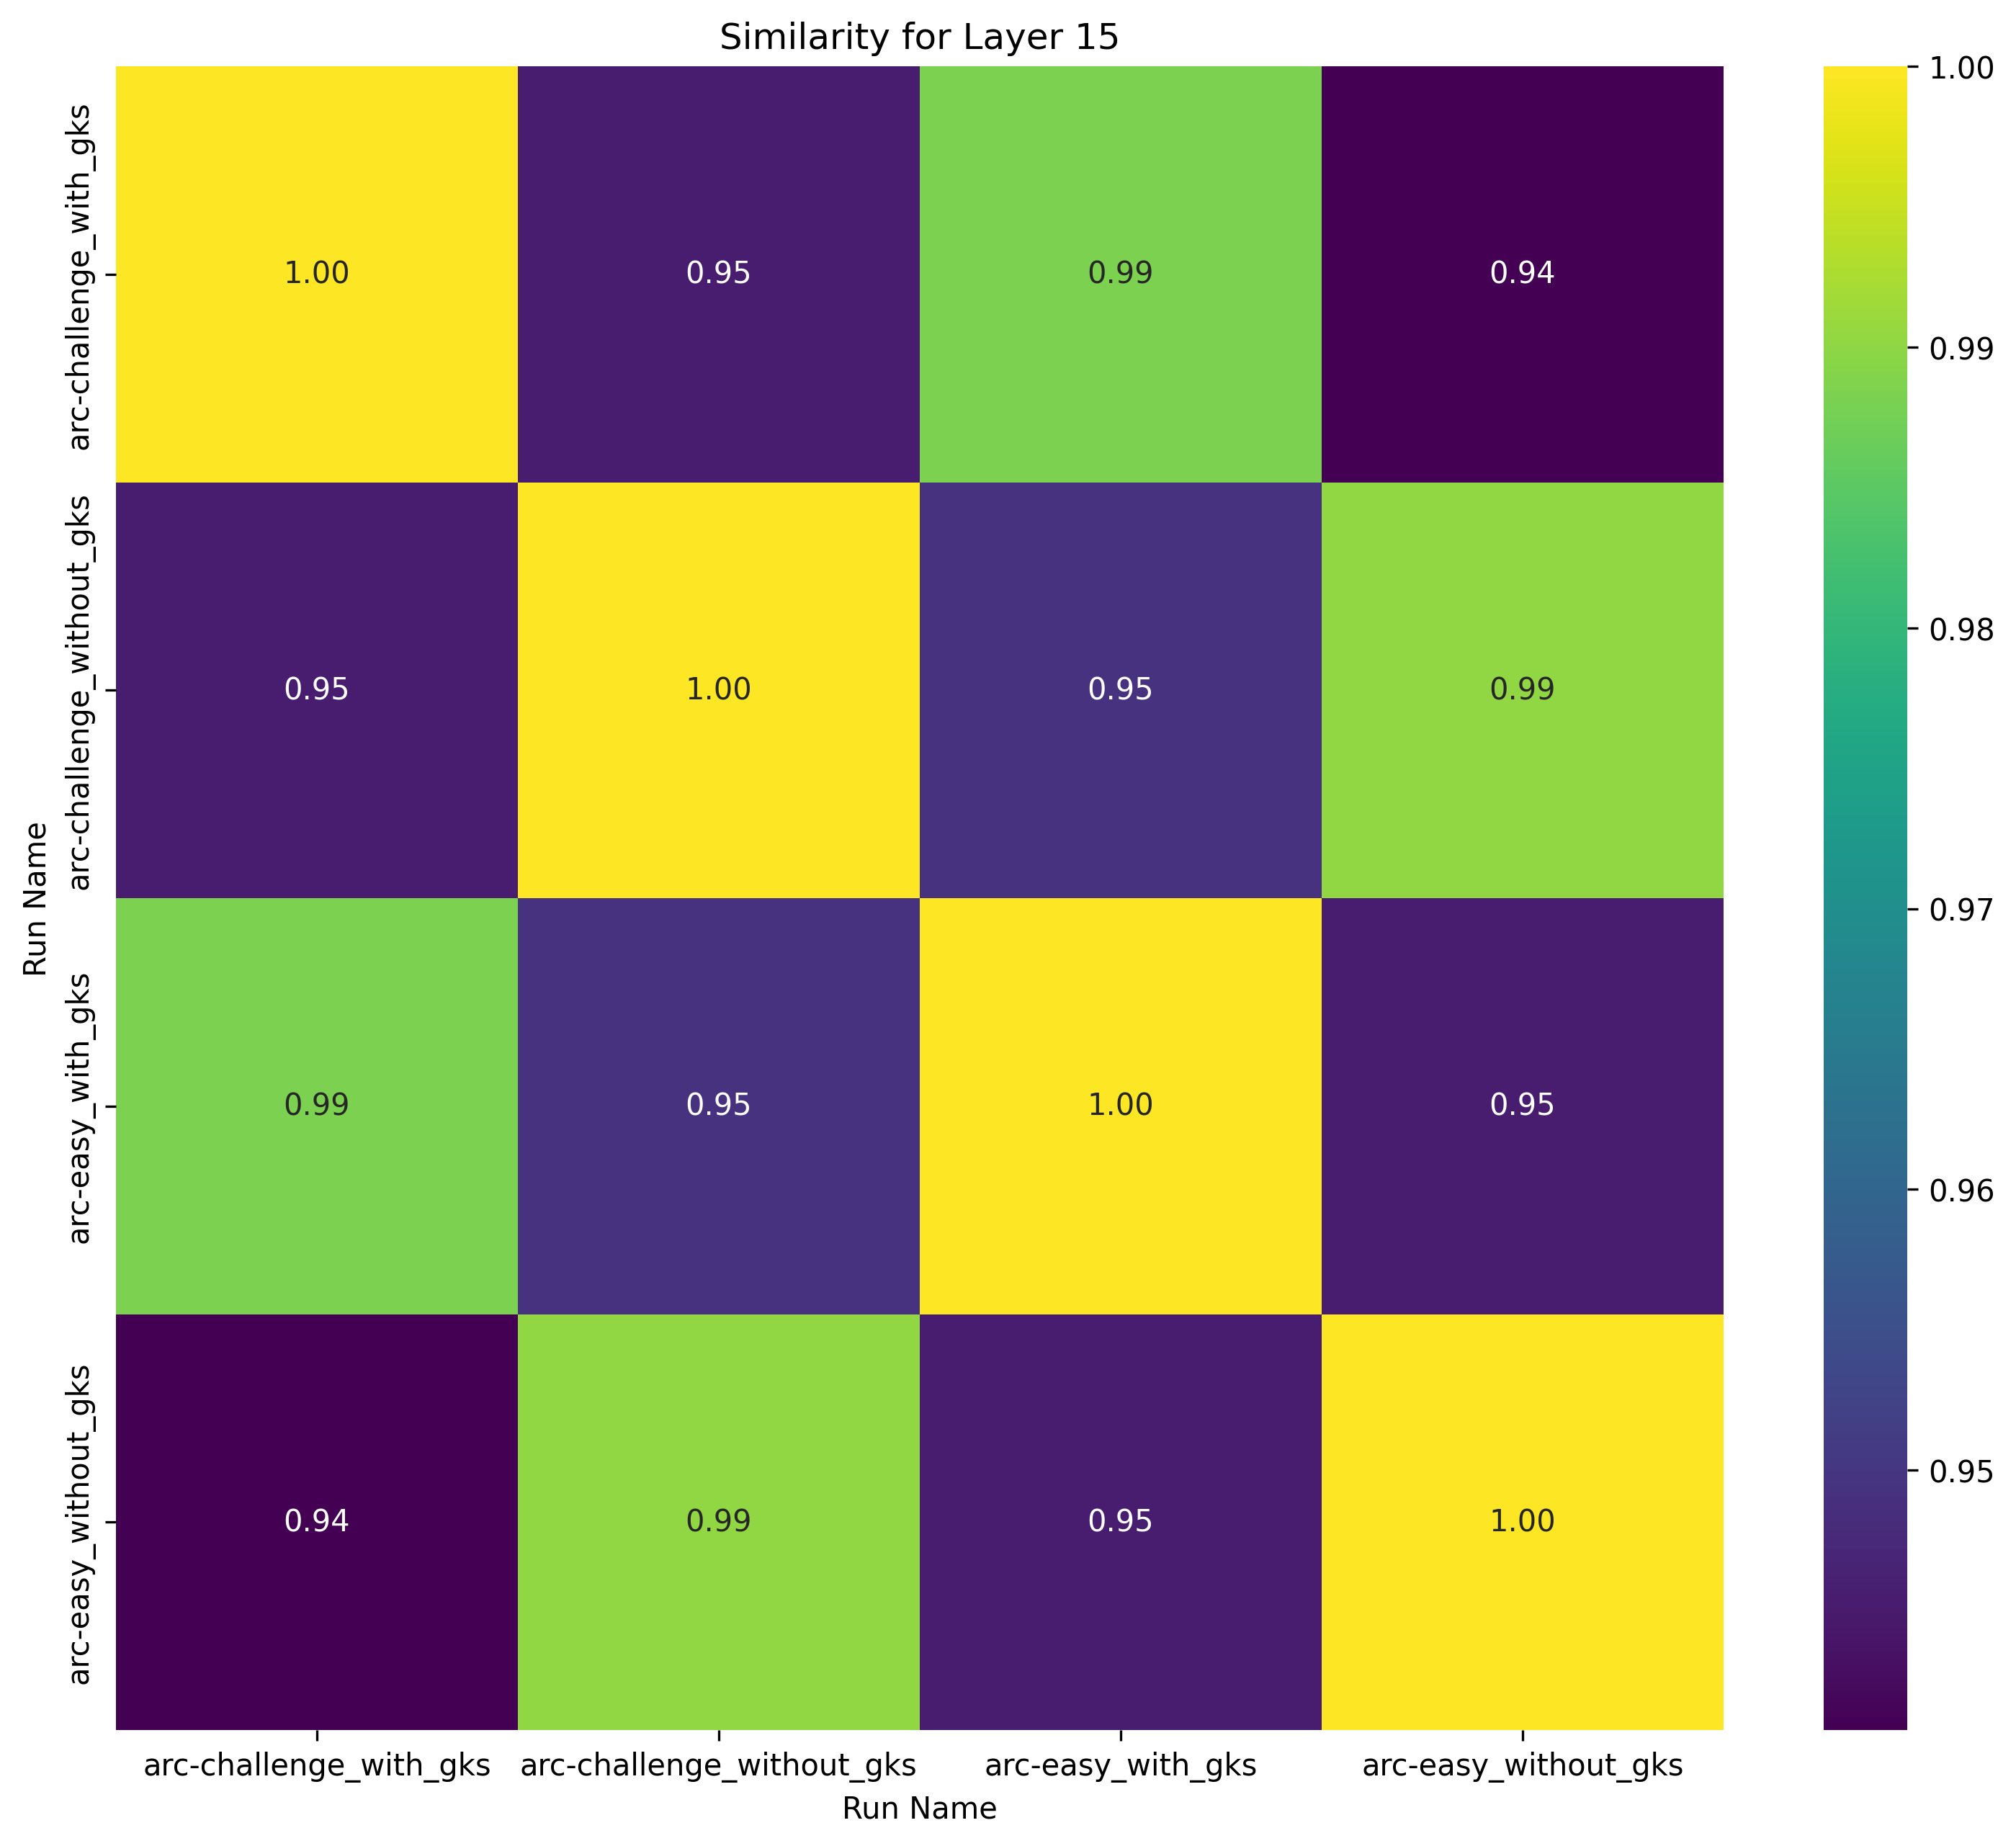 Similarity for Layer 15
Run Name
arc-challenge_with_gks
1.00 0.95 0.99 0.94
arc-challenge_without_gks
0.95 1.00 0.95 0.99
arc-easy_with_gks
0.99 0.95 1.00 0.95
arc-easy_without_gks
0.94 0.99 0.95 1.00
arc-challenge_with_gks arc-challenge_without_gks arc-easy_with_gks arc-easy_without_gks
Run Name
1.00
0.99
0.98
0.97
0.96
0.95